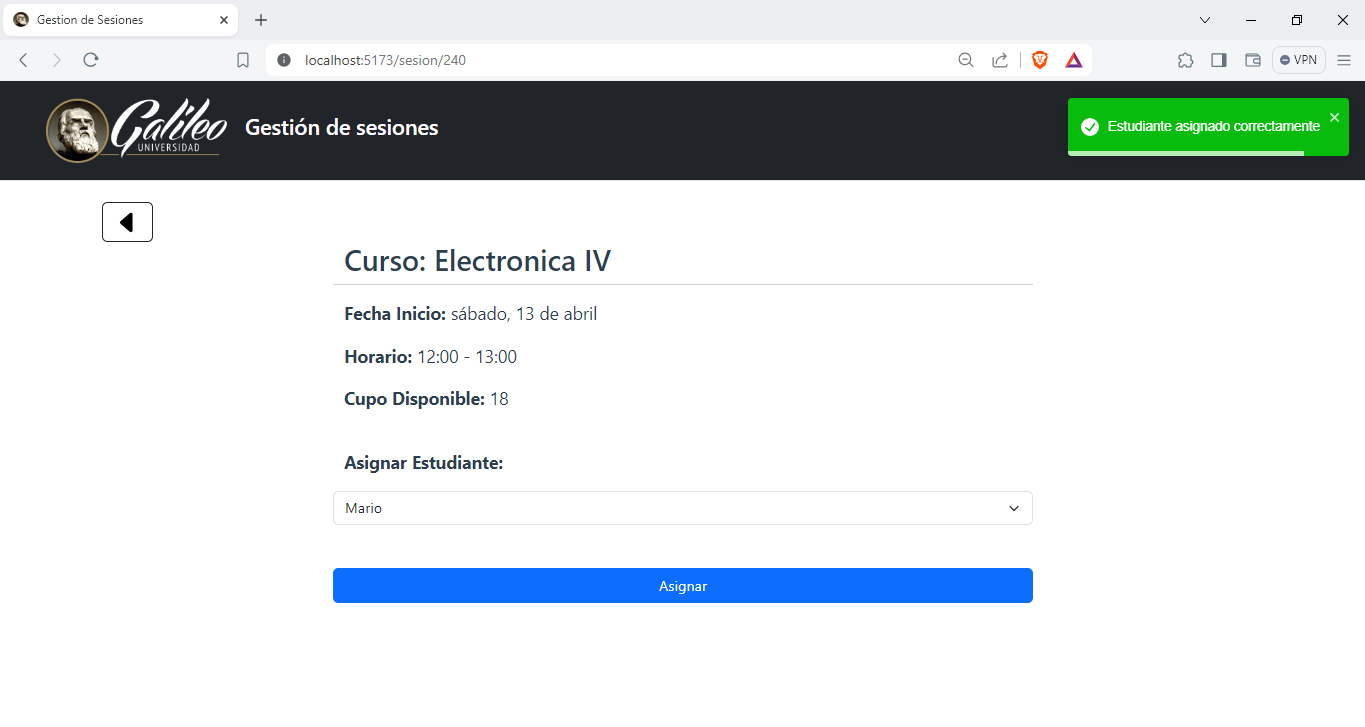 Gestion de Sesiones
localhost:5173/sesion/240
VPN
Galileo
UNIVERSIDAD
Gestión de sesiones
Estudiante asignado correctamente
Curso: Electronica IV
Fecha Inicio: sábado, 13 de abril
Horario: 12:00 - 13:00
Cupo Disponible: 18
Asignar Estudiante:
Mario
Asignar